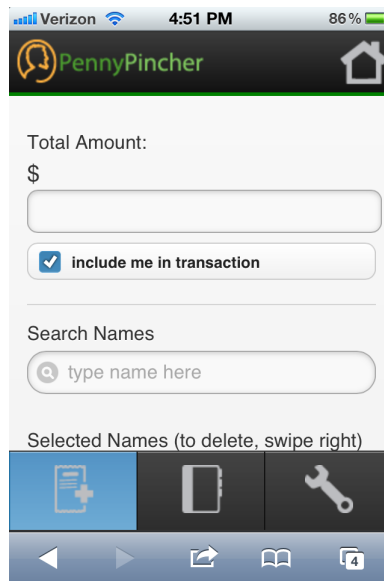 Verizon 4:51 PM 86%
PennyPincher
Total Amount:
$
include me in transaction
Search Names
type name here
Selected Names (to delete, swipe right)
4